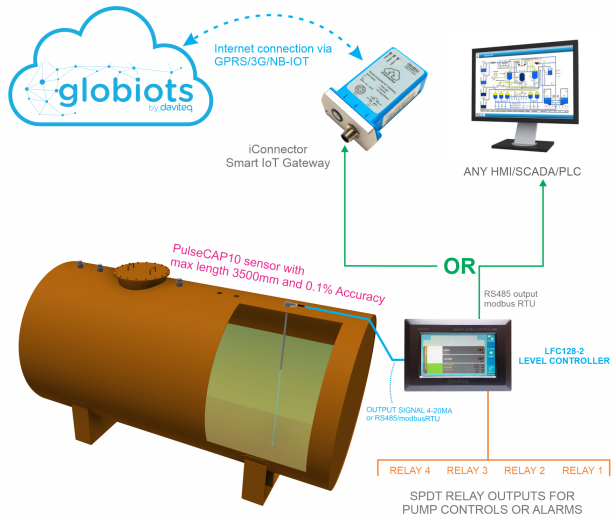 Internet connection via
GPRS/3G/NB-IOT
globiots
by daviteq
iConnector
Smart IoT Gateway
ANY HMI/SCADA/PLC
OR
PulseCAP10 sensor with
max length 3500mm and 0.1% Accuracy
RS485 output
modbus RTU
LFC128-2
LEVEL CONTROLLER
OUTPUT SIGNAL 4-20MA
or RS485/modbusRTU
RELAY 4 RELAY 3 RELAY 2 RELAY 1
SPDT RELAY OUTPUTS FOR
PUMP CONTROLS OR ALARMS